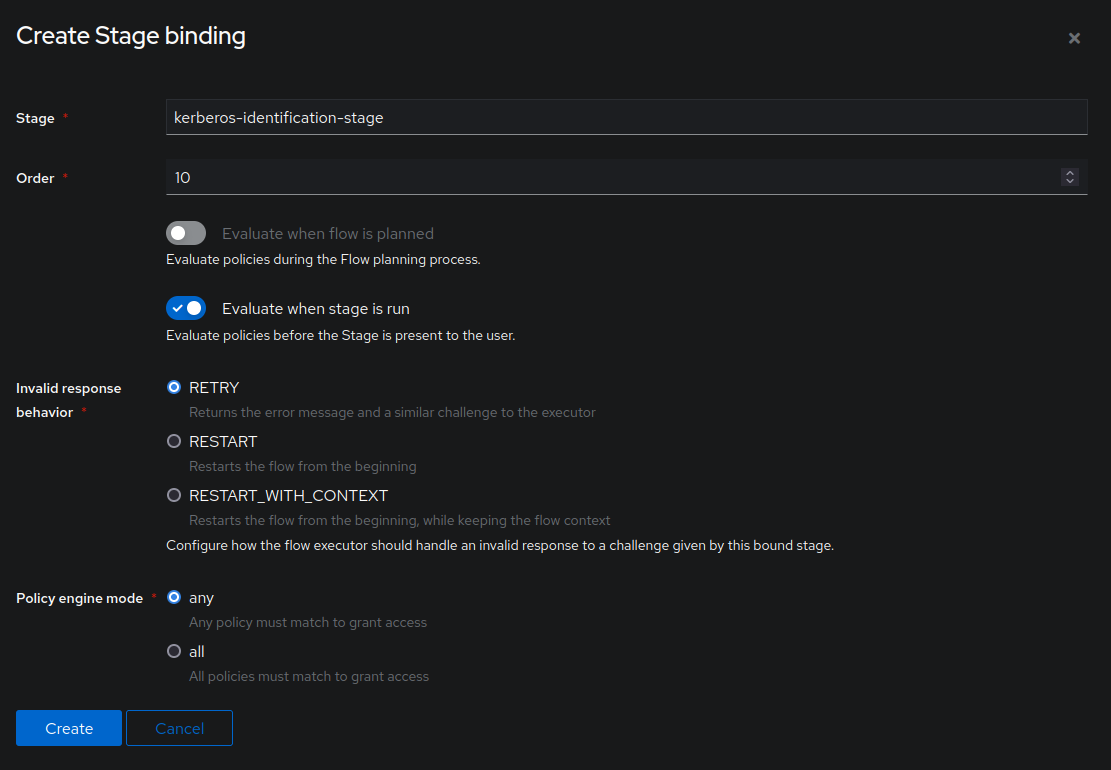 Create Stage binding
Stage *
kerberos-identification-stage
Order *
10
Evaluate when flow is planned
Evaluate policies during the Flow planning process.
Evaluate when stage is run
Evaluate policies before the Stage is present to the user.
Invalid response
behavior *
RETRY
Returns the error message and a similar challenge to the executor
RESTART
Restarts the flow from the beginning
RESTART_WITH_CONTEXT
Restarts the flow from the beginning, while keeping the flow context
Configure how the flow executor should handle an invalid response to a challenge given by this bound stage.
Policy engine mode *
any
Any policy must match to grant access
all
All policies must match to grant access
Create
Cancel